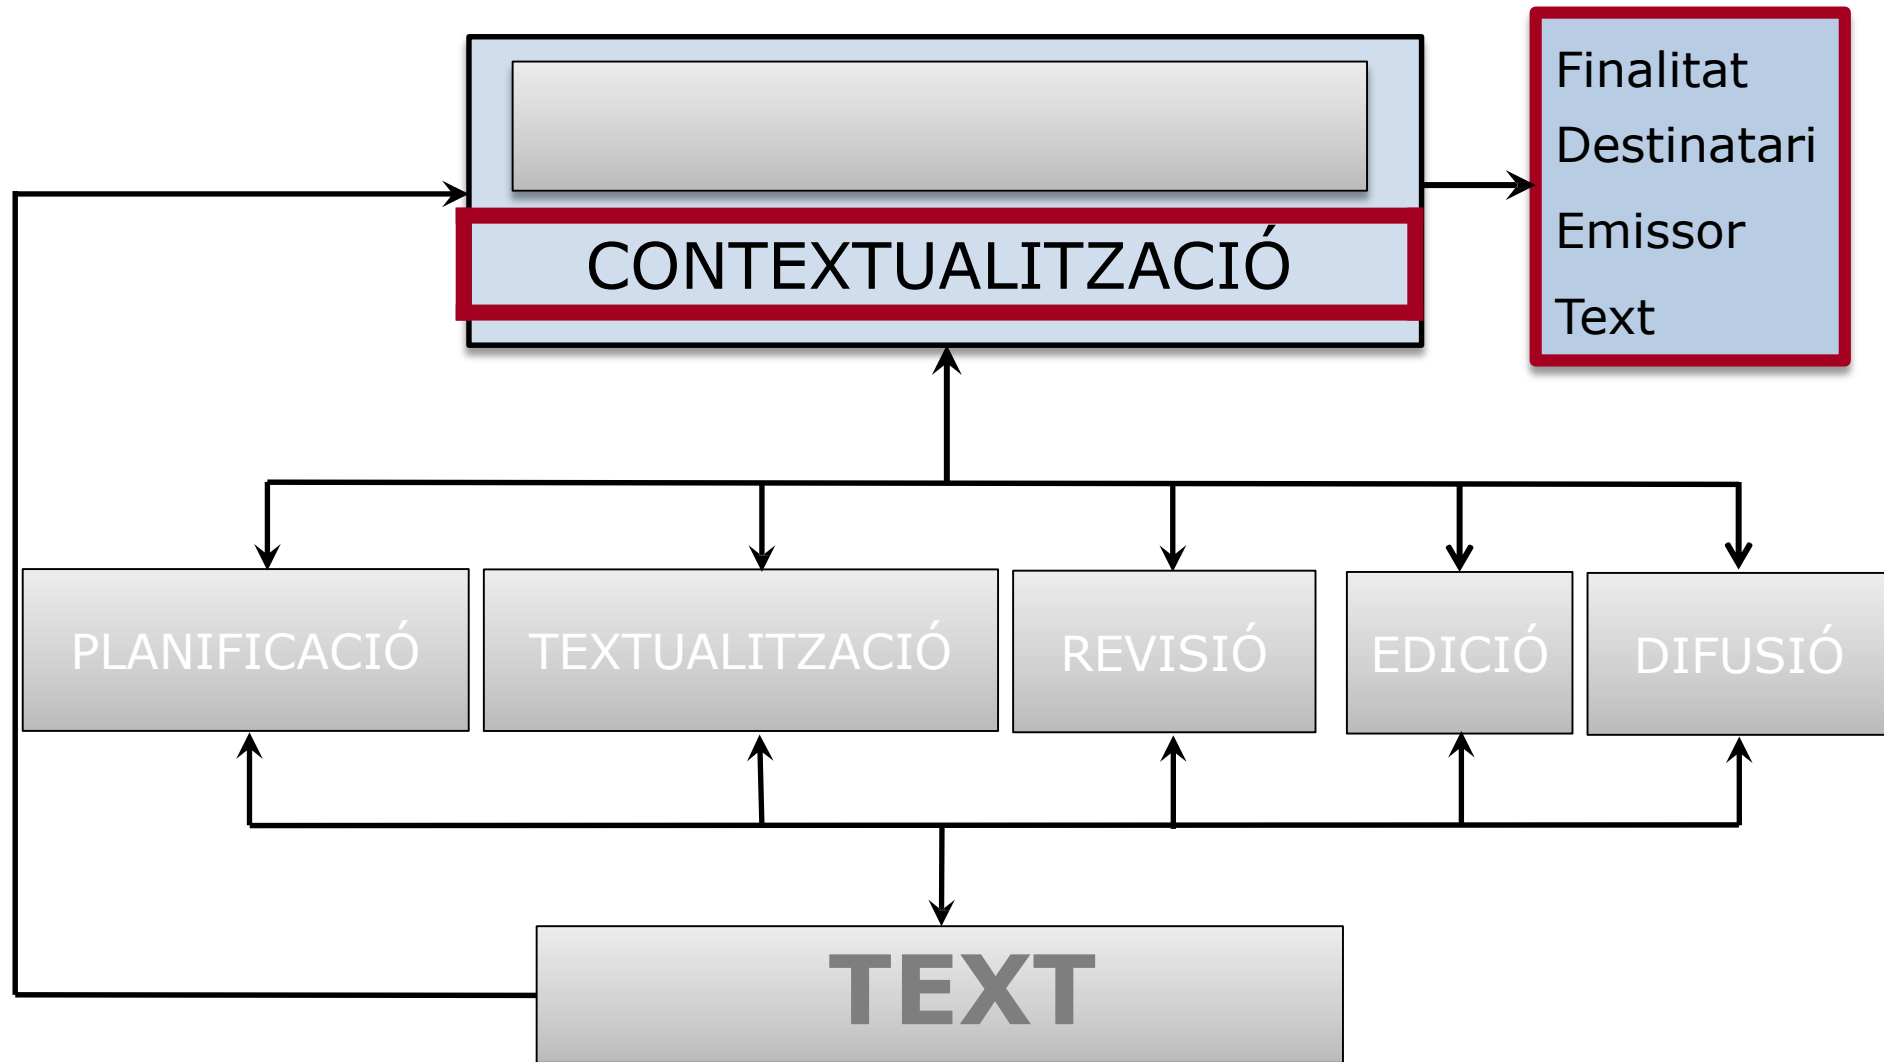 CONTEXTUALITZACIÓ
Finalitat
Destinatari
Emissor
Text
PLANIFICACIÓ
TEXTUALITZACIÓ
REVISIÓ
EDICIÓ
DIFUSIÓ
TEXT